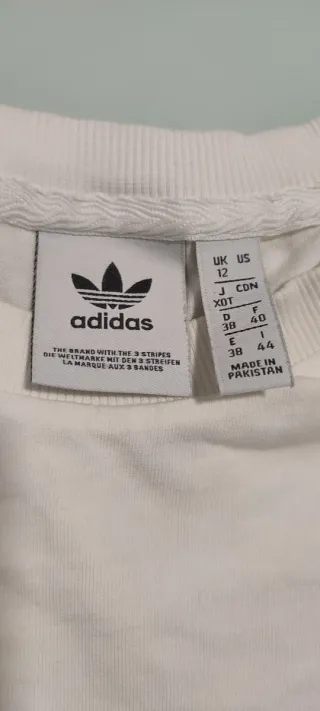 adidas
THE BRAND WITH THE 3 STRIPES
DIE WELTMARKE MIT DEN 3 STREIFEN
LA MARQUE AUX 3 BANDES
UK US
12
J CDN
XOT
D F
38 40
E I
38 44
MADE IN
PAKISTAN